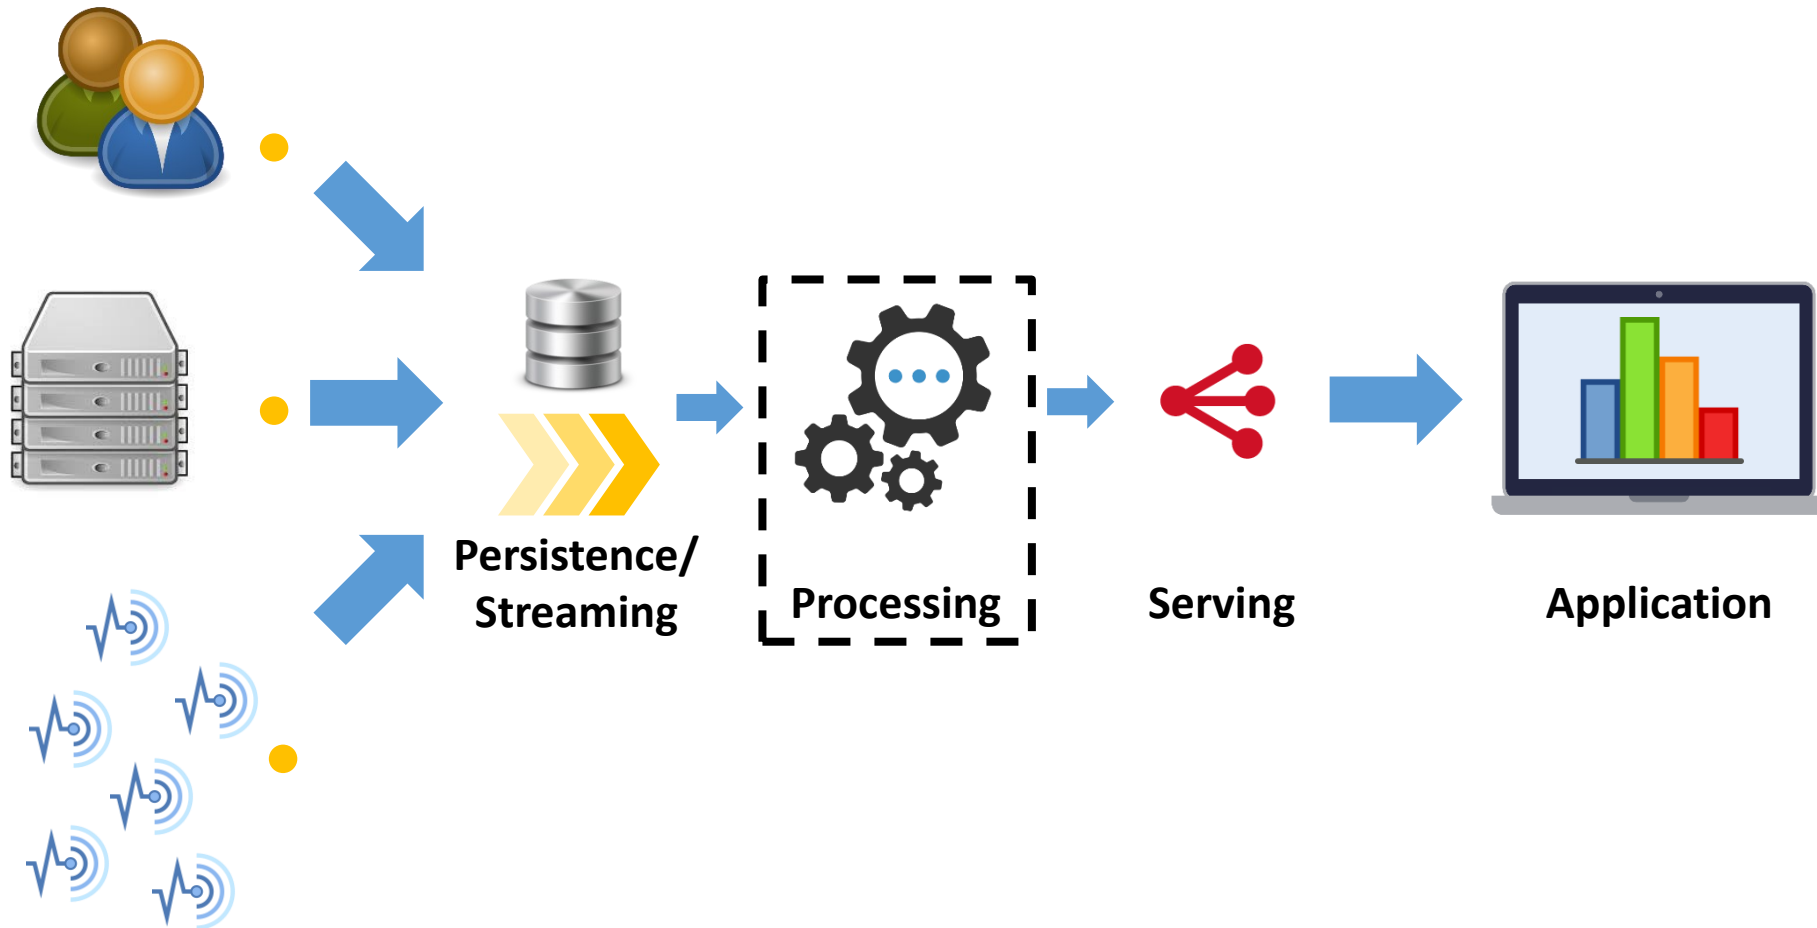 Persistence/
Streaming
Processing
Serving
Application